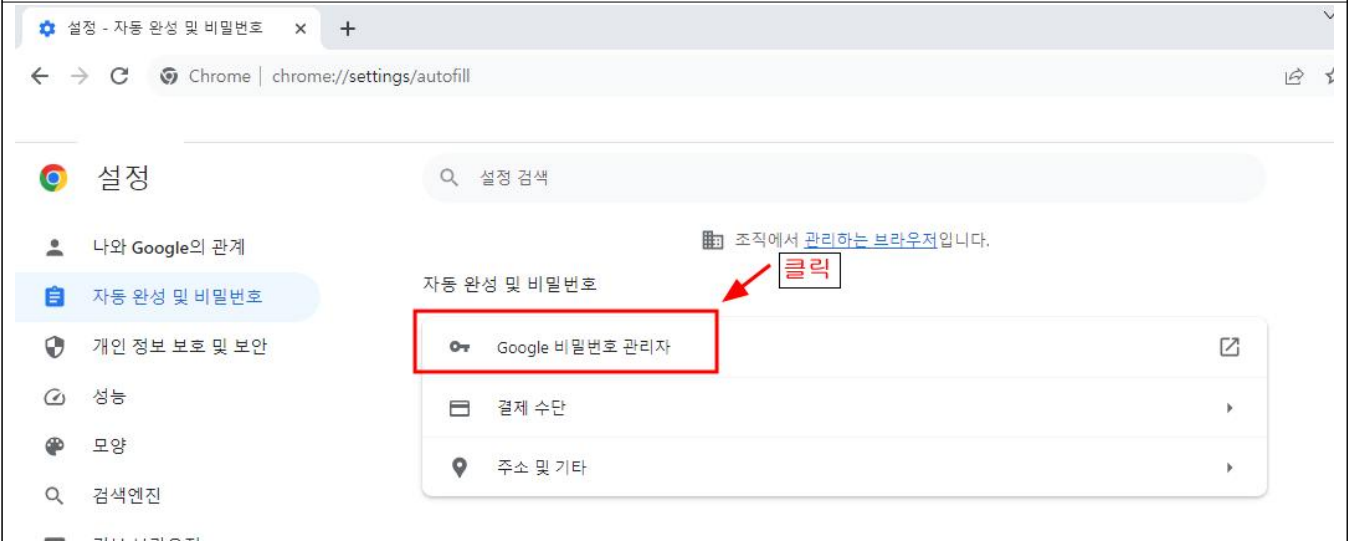 설정 - 자동 완성 및 비밀번호
Chrome | chrome://settings/autofill
설정
설정 검색
나와 Google의 관계
조직에서 관리하는 브라우저입니다.
클릭
자동 완성 및 비밀번호
자동 완성 및 비밀번호
개인 정보 보호 및 보안
Google 비밀번호 관리자
성능
결제 수단
모양
주소 및 기타
검색엔진